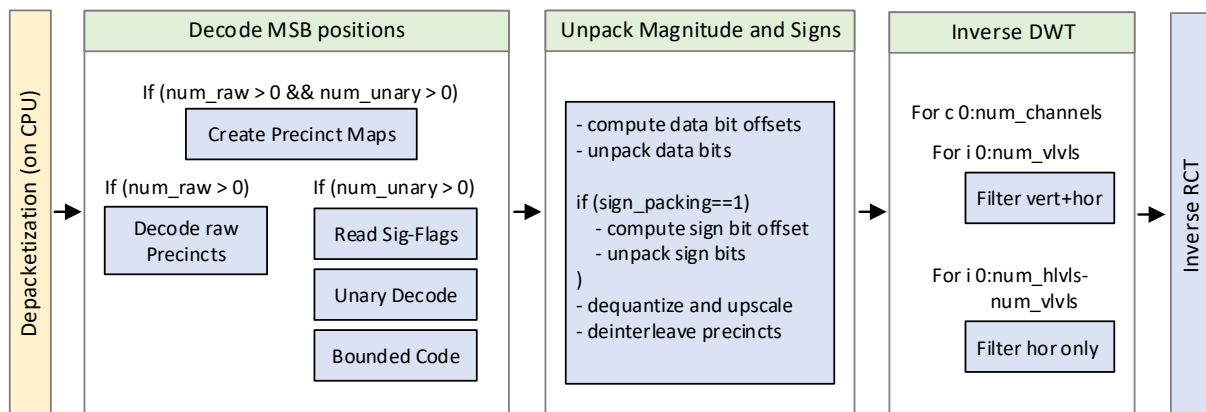 Depacketization (on CPU)
Decode MSB positions
If (num_raw > 0 && num_unary > 0)
Create Precinct Maps
If (num_raw > 0)
Decode raw
Precincts
If (num_unary > 0)
Read Sig-Flags
Unary Decode
Bounded Code
Unpack Magnitude and Signs
- compute data bit offsets
- unpack data bits
if (sign_packing==1)
- compute sign bit offset
- unpack sign bits
)
- dequantize and upscale
- deinterleave precincts
Inverse DWT
For c 0:num_channels
For i 0:num_vlvls
Filter vert+hor
For i 0:num_hlvls-
num_vlvls
Filter hor only
Inverse RCT